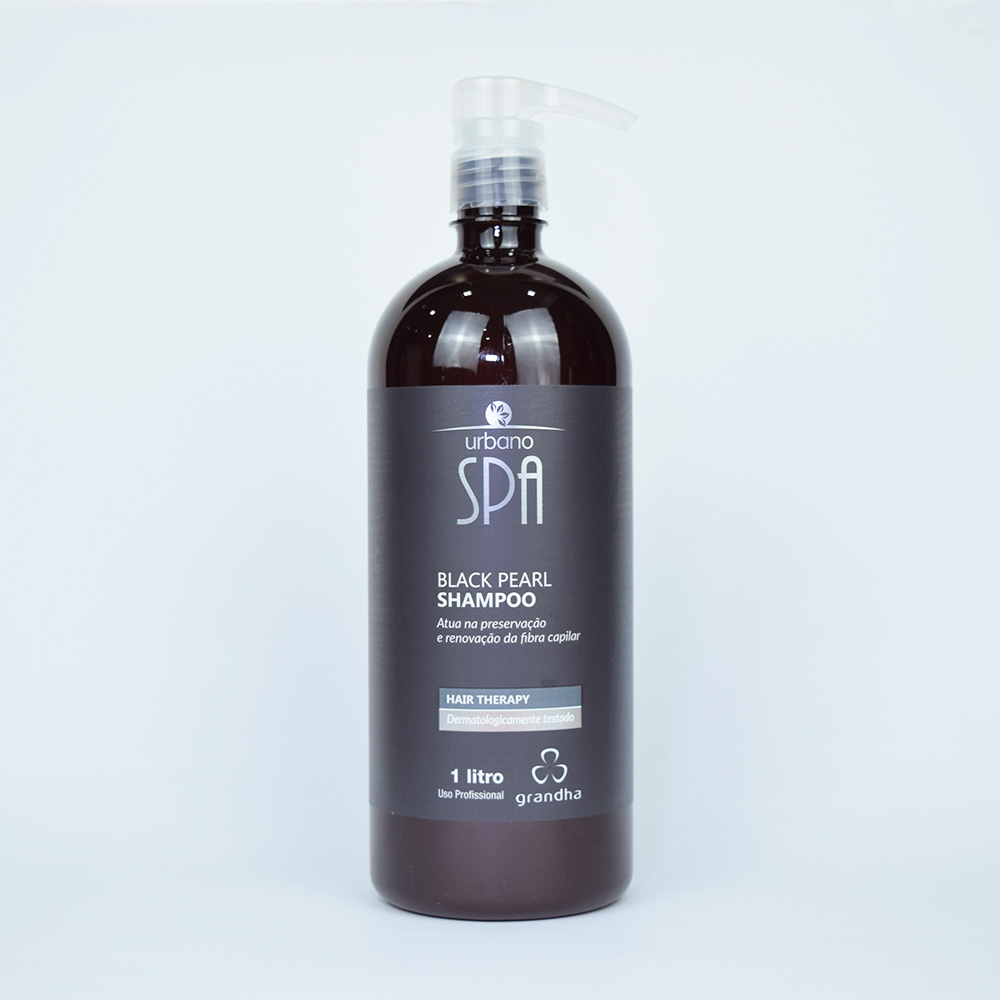 urbano
SPA
BLACK PEARL
SHAMPOO
Atua na preservação
e renovação da fibra capilar
HAIR THERAPY
Dermatologicamente testado
1 litro
Uso Profissional
grandha